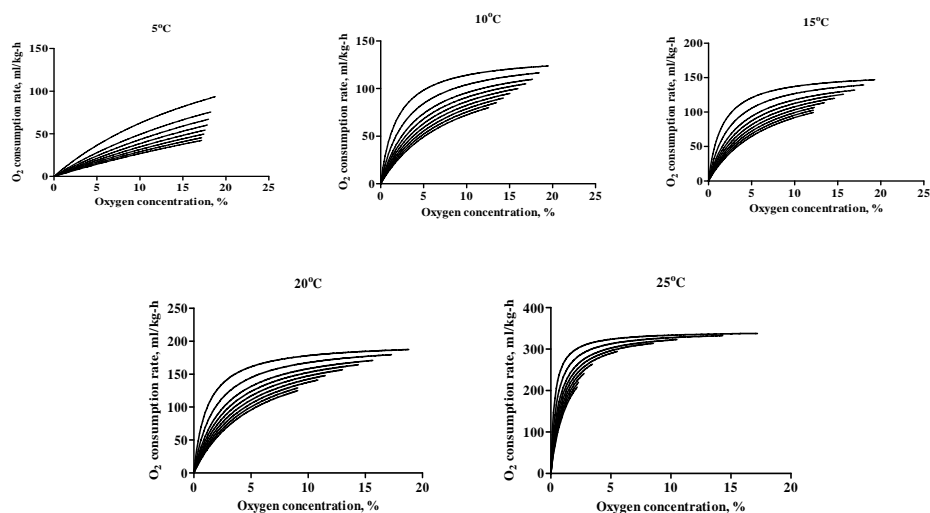 5°C
O₂ consumption rate, ml/kg-h
150
100
50
0
0 5 10 15 20 25
Oxygen concentration, %
10°C
O₂ consumption rate, ml/kg-h
150
100
50
0
0 5 10 15 20 25
Oxygen concentration, %
15°C
O₂ consumption rate, ml/kg-h
200
150
100
50
0
0 5 10 15 20 25
Oxygen concentration, %
20°C
O₂ consumption rate, ml/kg-h
250
200
150
100
50
0
0 5 10 15 20
Oxygen concentration, %
25°C
O₂ consumption rate, ml/kg-h
400
300
200
100
0
0 5 10 15 20
Oxygen concentration, %